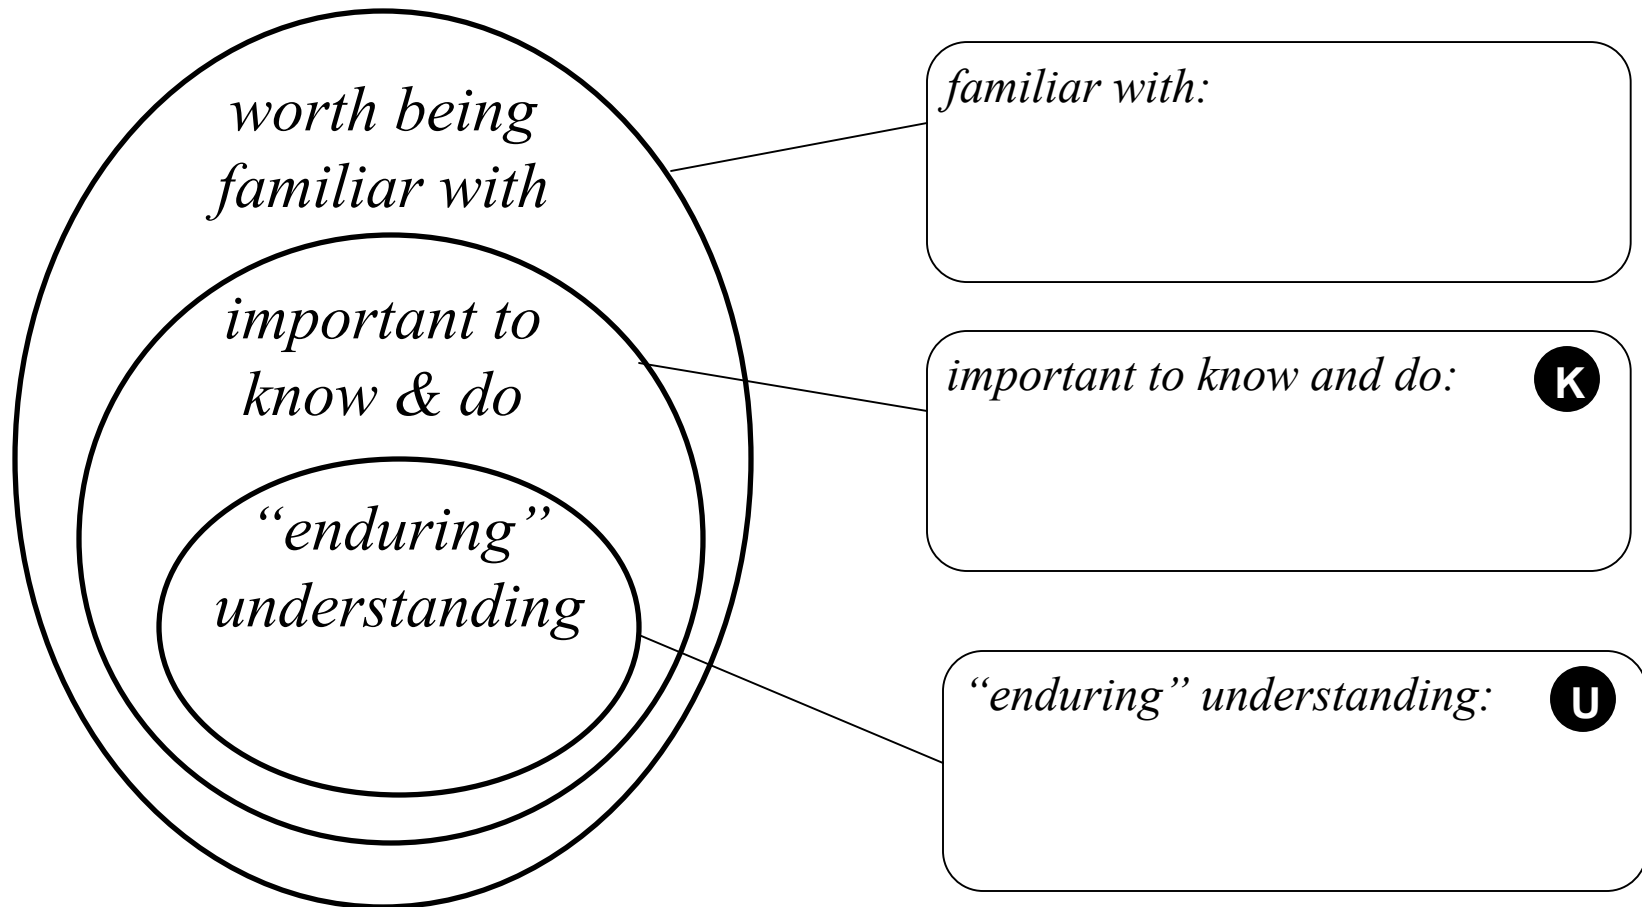 worth being
familiar with
important to
know & do
“enduring”
understanding
familiar with:
important to know and do:
K
“enduring” understanding:
U